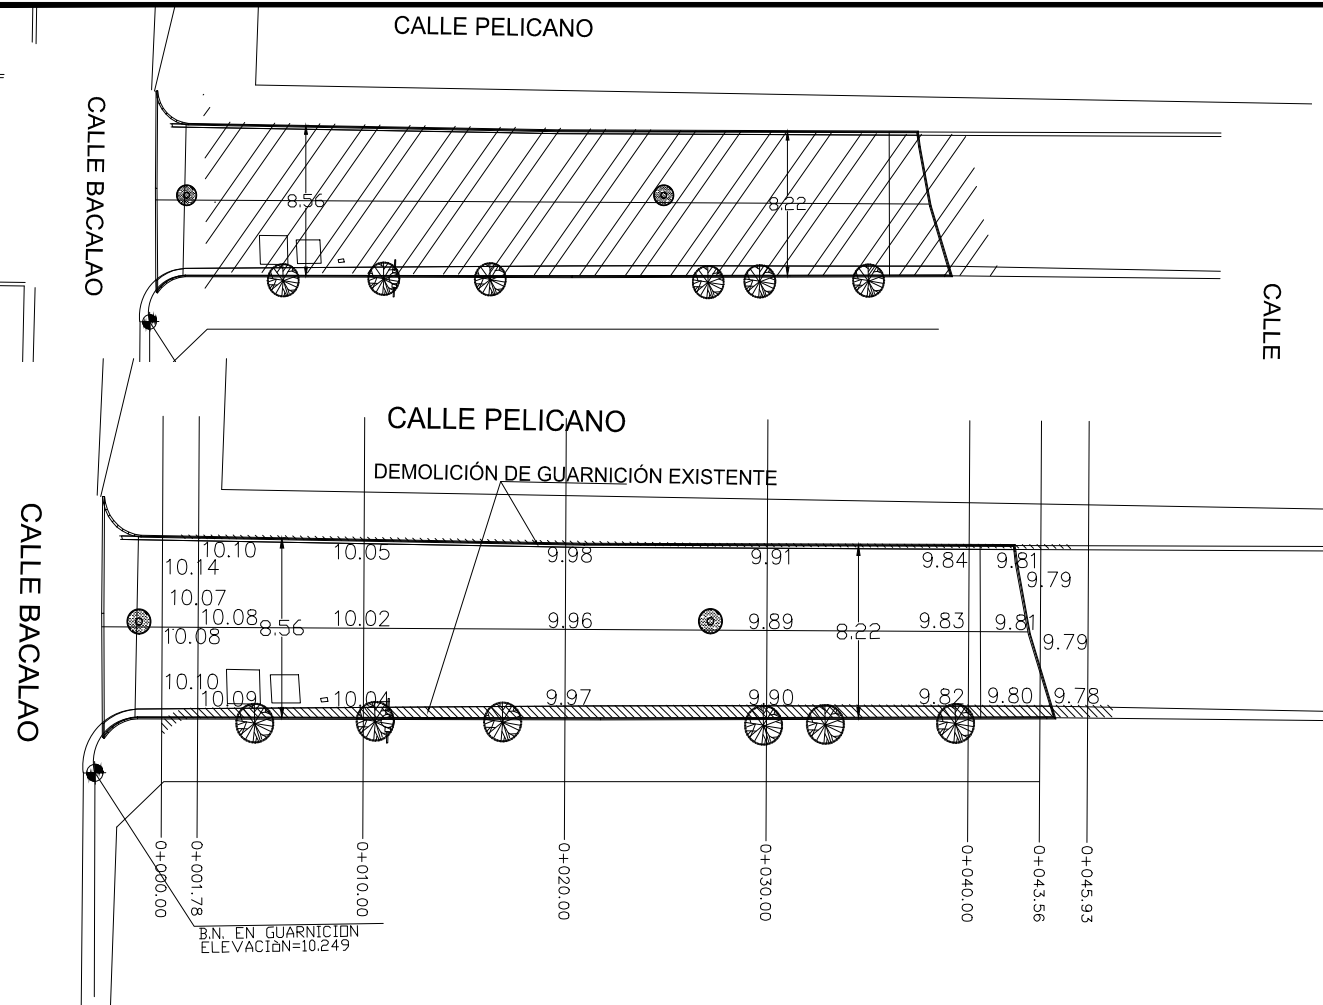 CALLE PELICANO
CALLE BACALAO
8.56
8.22
CALLE
CALLE PELICANO
DEMOLICIÓN DE GUARNICIÓN EXISTENTE
CALLE BACALAO
10.10 10.05 9.98 9.91 9.84 9.81
10.14 9.79
10.07
10.08 10.02 9.96 9.89 9.83 9.81
10.08 8.56 8.22 9.79
10.10
10.09 10.04 9.97 9.90 9.82 9.80 9.78
0+000.00
0+001.78
0+010.00
0+020.00
0+030.00
0+040.00
0+043.56
0+045.93
B.N. EN GUARNICION
ELEVACIòN=10.249